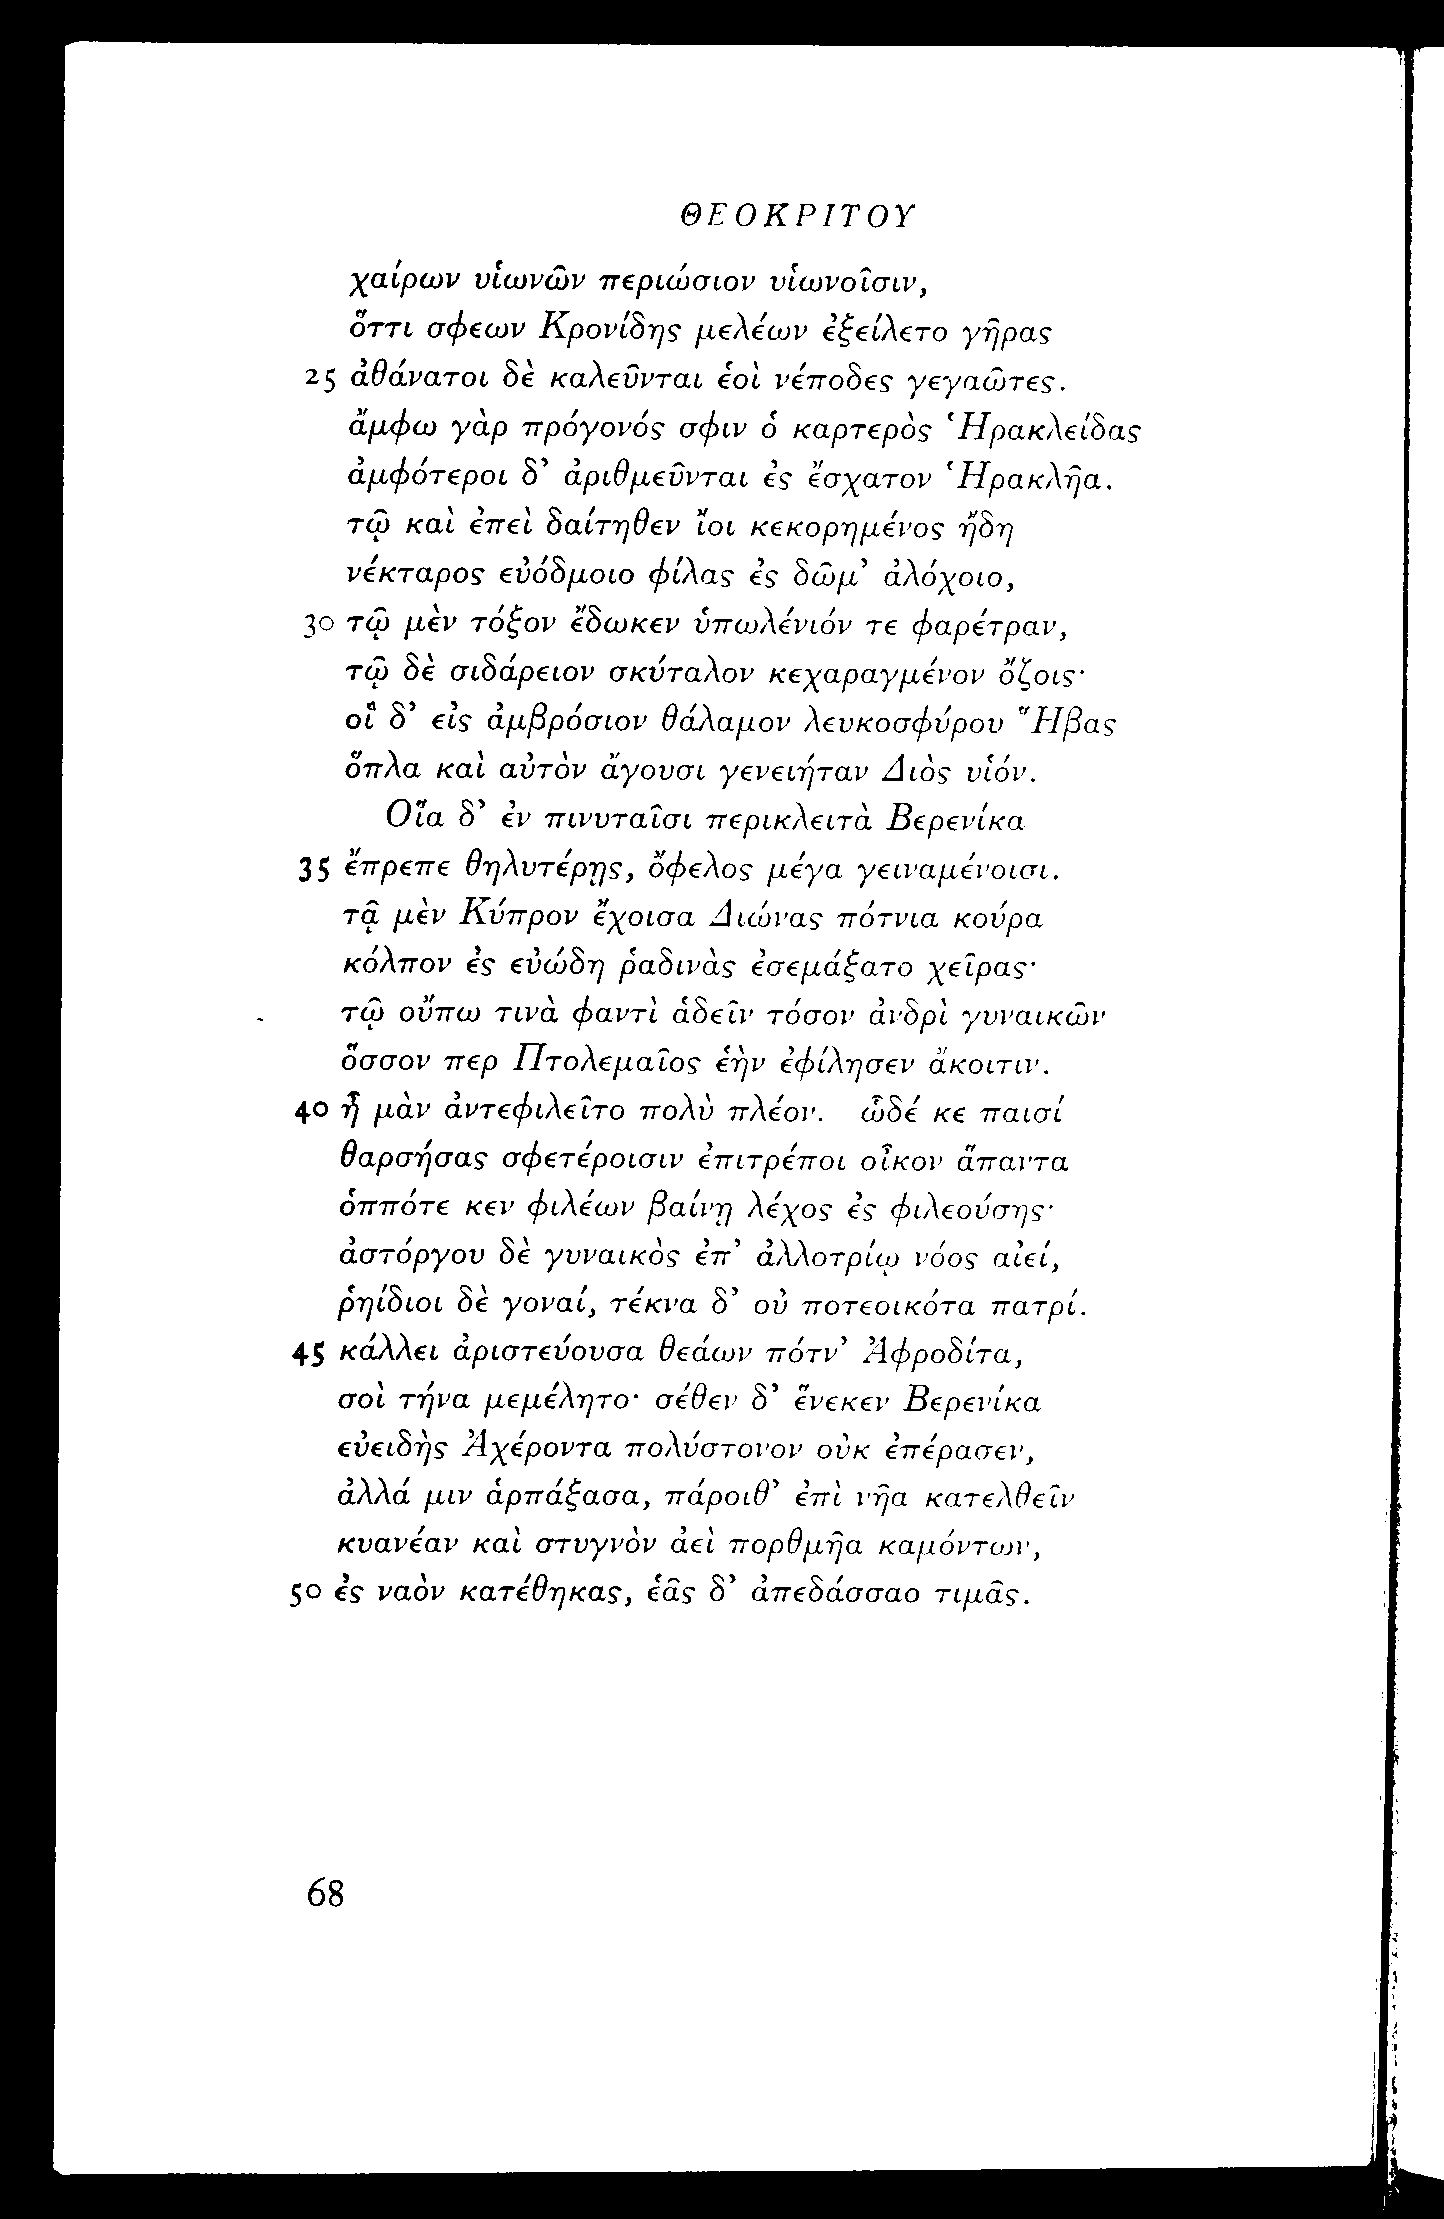 ΘΕΟΚΡΙΤΟΥ
χαίρων υἱωνῶν περιώσιον υἱωνοῖσιν,
ὅττι σφεων Κρονίδης μελέων ἐξείλετο γῆρας
25 ἀθάνατοι δὲ καλεῦνται ἑοὶ νέποδες γεγαῶτες.
ἄμφω γὰρ πρόγονός σφιν ὁ καρτερὸς Ἡρακλείδας
ἀμφότεροι δ’ ἀριθμεῦνται ἐς ἔσχατον Ἡρακλῆα.
τῷ καὶ ἐπεὶ δαίτηθεν ἴοι κεκορημένος ἤδη
νέκταρος εὐόδμοιο φίλας ἐς δῶμ’ ἀλόχοιο,
30 τῷ μὲν τόξον ἔδωκεν ὑπωλένιόν τε φαρέτραν,
τῷ δὲ σιδάρειον σκύταλον κεχαραγμένον ὄζοις·
οἳ δ’ εἰς ἀμβρόσιον θάλαμον λευκοσφύρου Ἥβας
ὅπλα καὶ αὐτὸν ἄγουσι γενειήταν Διὸς υἱόν.
Οἵα δ’ ἐν πινυταῖσι περικλειτὰ Βερενίκα
35 ἔπρεπε θηλυτέρῃς, ὄφελος μέγα γειναμένοισι.
τᾷ μὲν Κύπρον ἔχοισα Διώνας πότνια κούρα
κόλπον ἐς εὐώδη ῥαδινὰς ἐσεμάξατο χεῖρας·
τῷ οὔπω τινὰ φαντὶ ἁδεῖν τόσον ἀνδρὶ γυναικῶν
ὅσσον περ Πτολεμαῖος ἑὴν ἐφίλησεν ἄκοιτιν.
40 ἦ μὰν ἀντεφιλεῖτο πολὺ πλέον. ὧδέ κε παισί
θαρσήσας σφετέροισιν ἐπιτρέποι οἶκον ἅπαντα
ὁππότε κεν φιλέων βαίνῃ λέχος ἐς φιλεούσης·
ἀστόργου δὲ γυναικὸς ἐπ’ ἀλλοτρίῳ νόος αἰεί,
ῥηίδιοι δὲ γοναί, τέκνα δ’ οὐ ποτεοικότα πατρί.
45 κάλλει ἀριστεύουσα θεάων πότν’ Ἀφροδίτα,
σοὶ τήνα μεμέλητο· σέθεν δ’ ἕνεκεν Βερενίκα
εὐειδὴς Ἀχέροντα πολύστονον οὐκ ἐπέρασεν,
ἀλλά μιν ἁρπάξασα, πάροιθ’ ἐπὶ νῆα κατελθεῖν
κυανέαν καὶ στυγνὸν ἀεὶ πορθμῆα καμόντων,
50 ἐς ναὸν κατέθηκας, ἑᾶς δ’ ἀπεδάσσαο τιμᾶς.
68